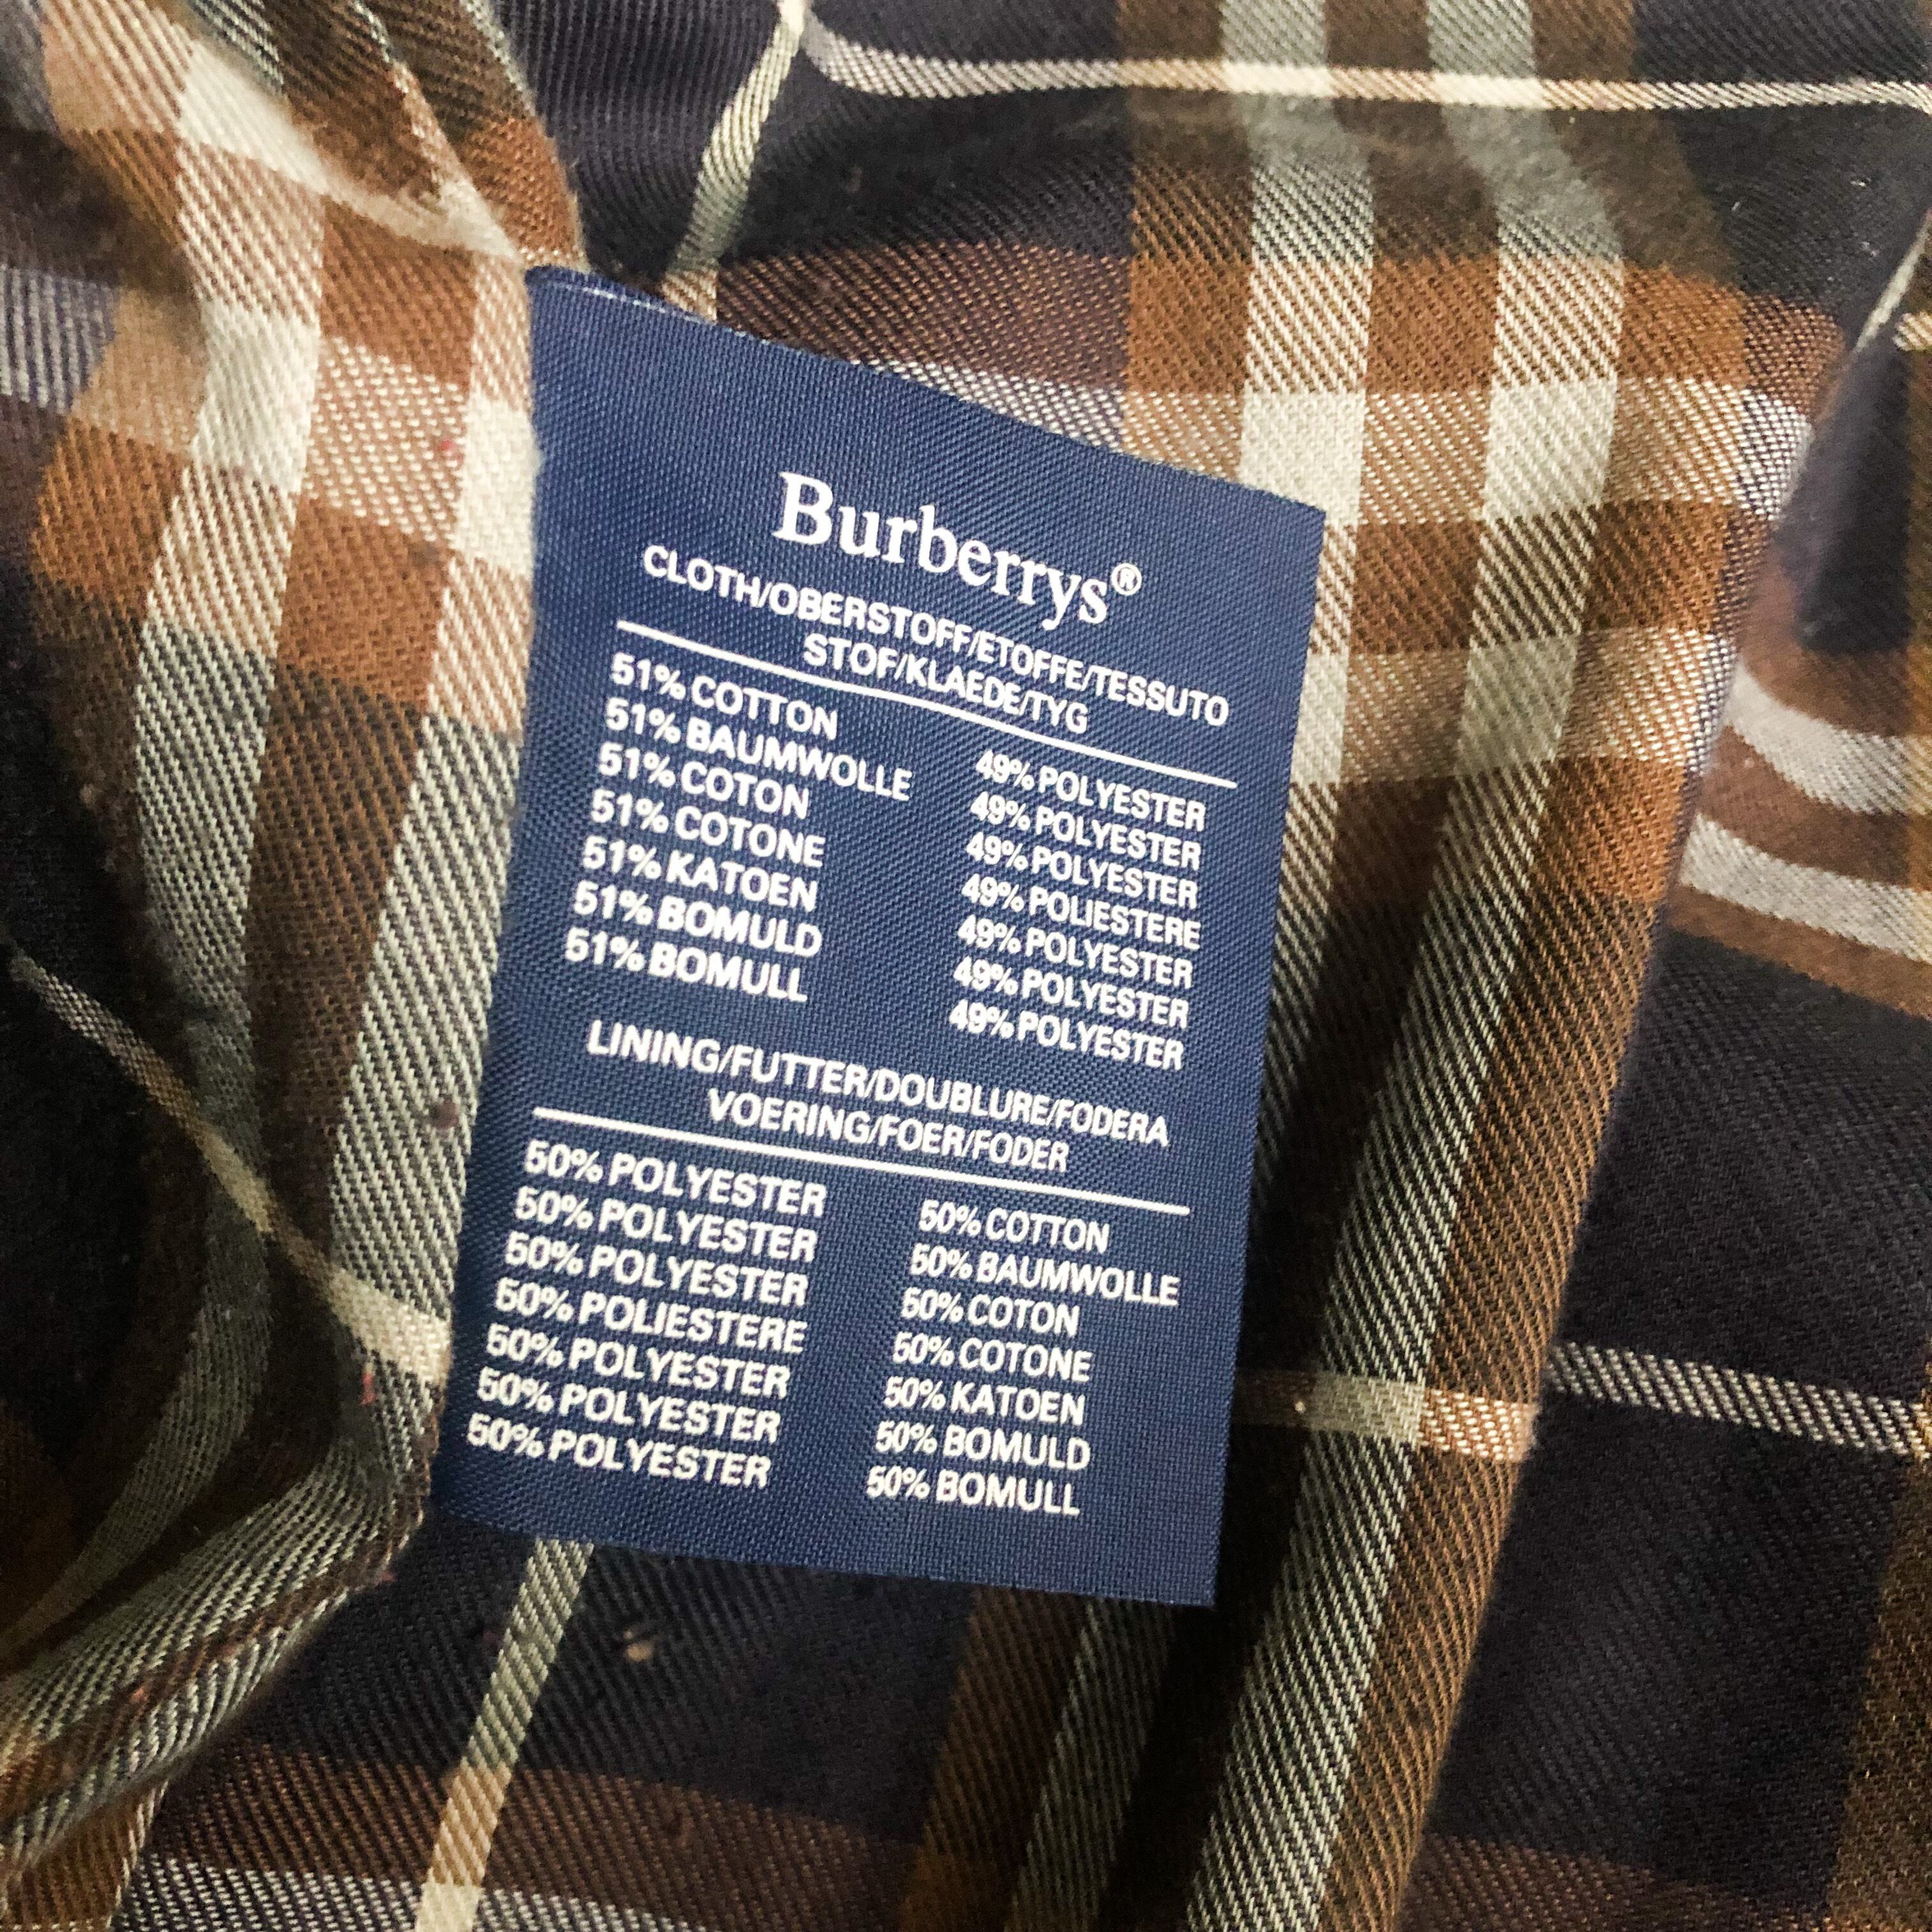 Burberrys®
CLOTH/OBERSTOFF/ETOFFE/TESSUTO
STOF/KLAEDE/TYG
51% COTTON 49% POLYESTER
51% BAUMWOLLE 49% POLYESTER
51% COTON 49% POLYESTER
51% COTONE 49% POLIESTERE
51% KATOEN 49% POLYESTER
51% BOMULD 49% POLYESTER
51% BOMULL 49% POLYESTER
LINING/FUTTER/DOUBLURE/FODERA
VOERING/FOER/FODER
50% POLYESTER 50% COTTON
50% POLYESTER 50% BAUMWOLLE
50% POLYESTER 50% COTON
50% POLIESTERE 50% COTONE
50% POLYESTER 50% KATOEN
50% POLYESTER 50% BOMULD
50% POLYESTER 50% BOMULL